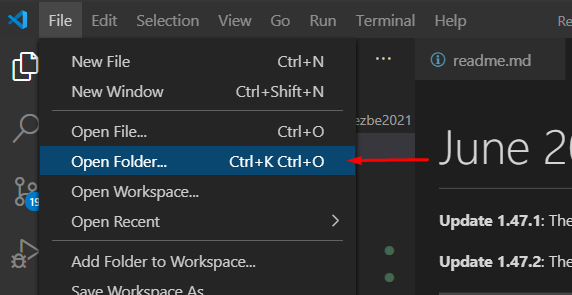 File Edit Selection View Go Run Terminal Help Re
New File Ctrl+N
New Window Ctrl+Shift+N
Open File... Ctrl+O
Open Folder... Ctrl+K Ctrl+O
Open Workspace...
Open Recent
Add Folder to Workspace...
Save Workspace As
19
...
ezbe2021
readme.md
June 20
Update 1.47.1: The
Update 1.47.2: The